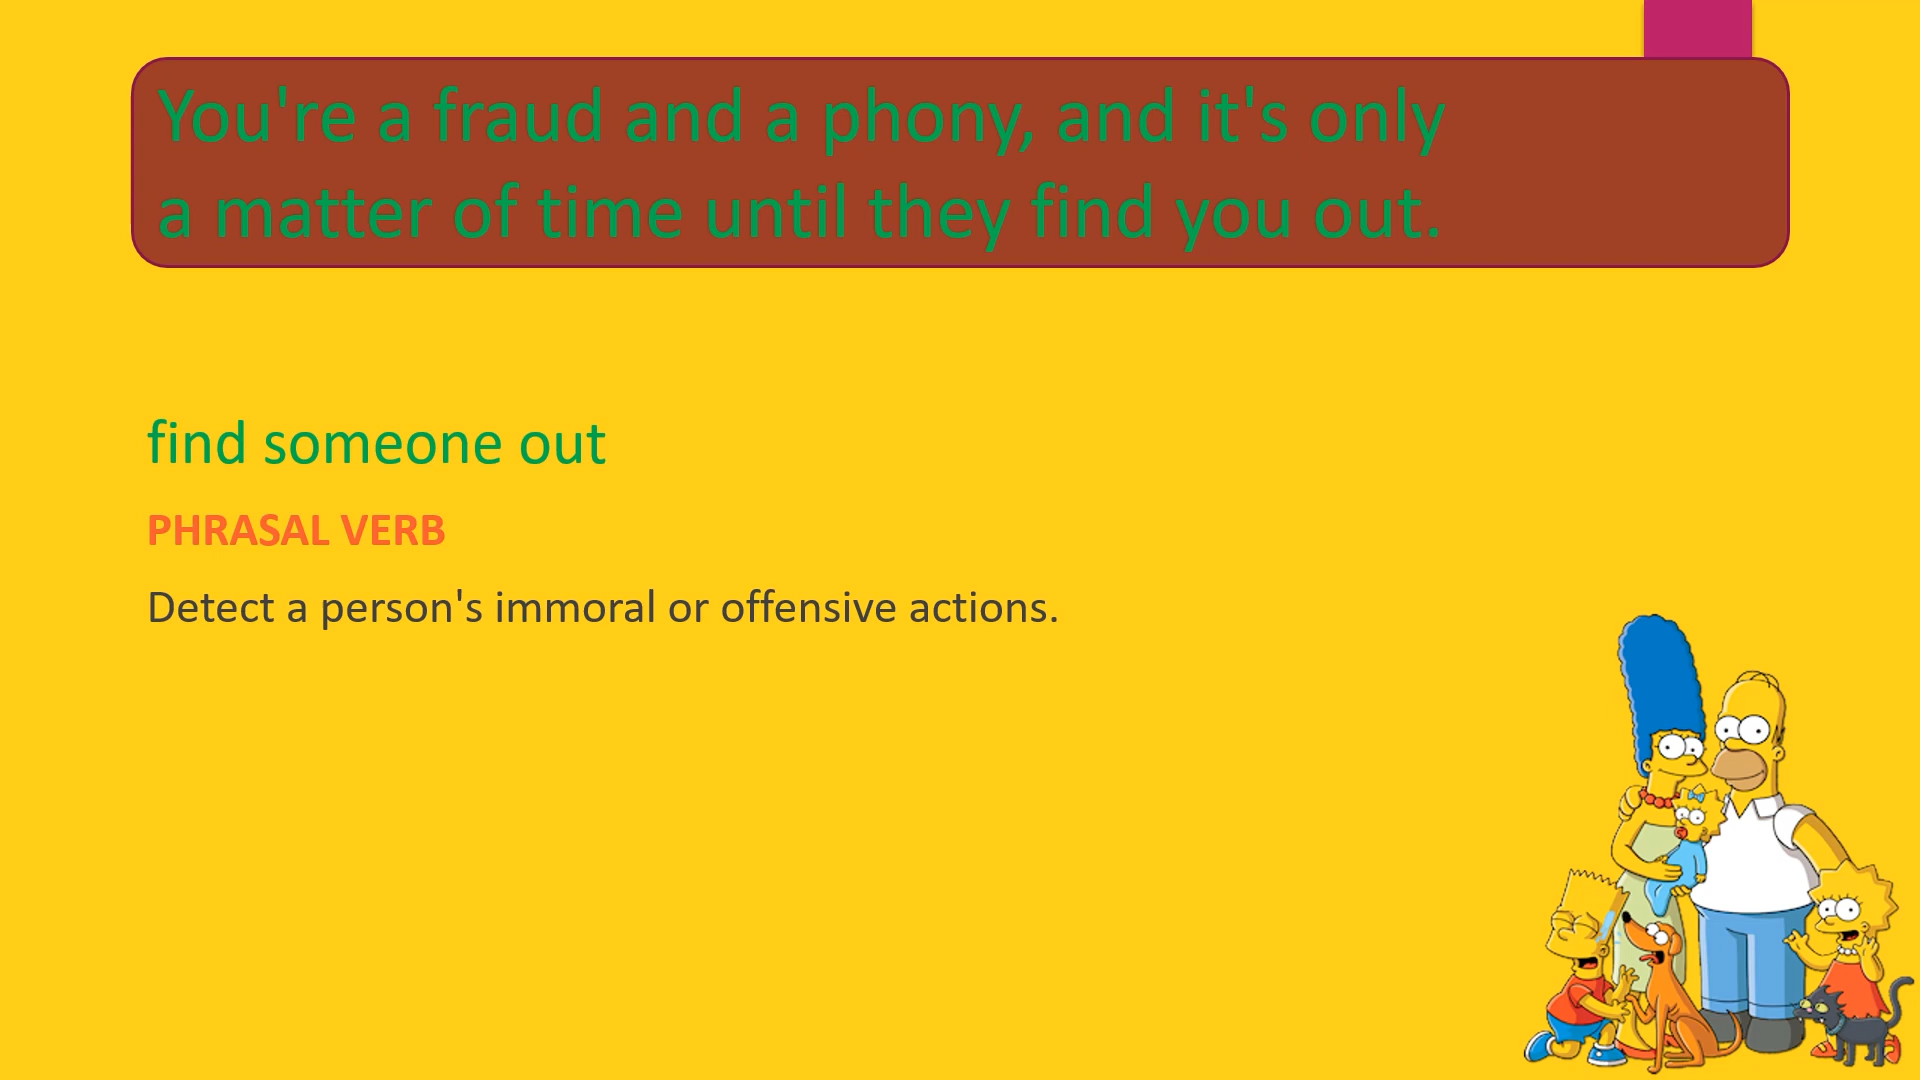 You're a fraud and a phony, and it's only
a matter of time until they find you out.
find someone out
PHRASAL VERB
Detect a person's immoral or offensive actions.